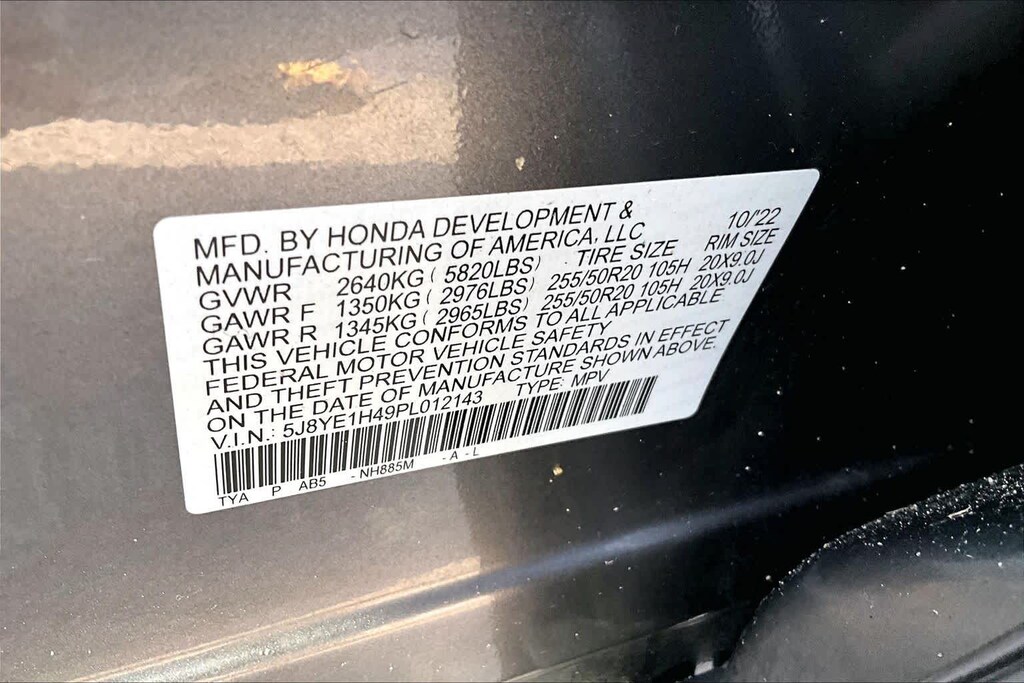 MFD. BY HONDA DEVELOPMENT & 10/'22
MANUFACTURING OF AMERICA, LLC
GVWR 2640KG ( 5820LBS) TIRE SIZE RIM SIZE
GAWR F 1350KG ( 2976LBS) 255/50R20 105H 20X9.0J
GAWR R 1345KG ( 2965LBS) 255/50R20 105H 20X9.0J
THIS VEHICLE CONFORMS TO ALL APPLICABLE
FEDERAL MOTOR VEHICLE SAFETY
AND THEFT PREVENTION STANDARDS IN EFFECT
ON THE DATE OF MANUFACTURE SHOWN ABOVE.
V.I.N.: 5J8YE1H49PL012143 TYPE: MPV
TYA P AB5 - NH885M - A - L